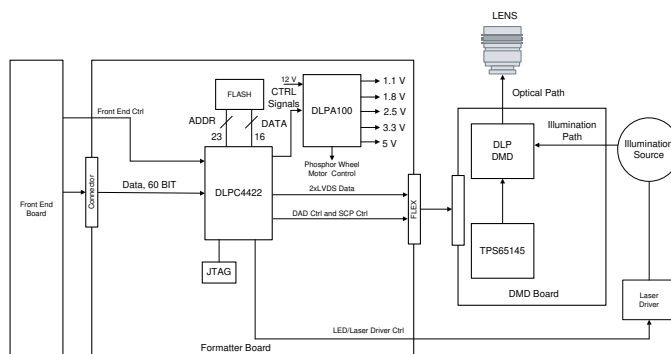 LENS
Optical Path
Illumination
Path
Illumination
Source
DLP
DMD
TPS65145
DMD Board
Laser
Driver
Front End
Board
Front End Ctrl
Connector
Data, 60 BIT
FLASH
ADDR
23
DATA
16
DLPC4422
JTAG
12 V
CTRL
Signals
DLPA100
1.1 V
1.8 V
2.5 V
3.3 V
5 V
Phosphor Wheel
Motor Control
2xLVDS Data
DAD Ctrl and SCP Ctrl
FLEX
LED/Laser Driver Ctrl
Formatter Board